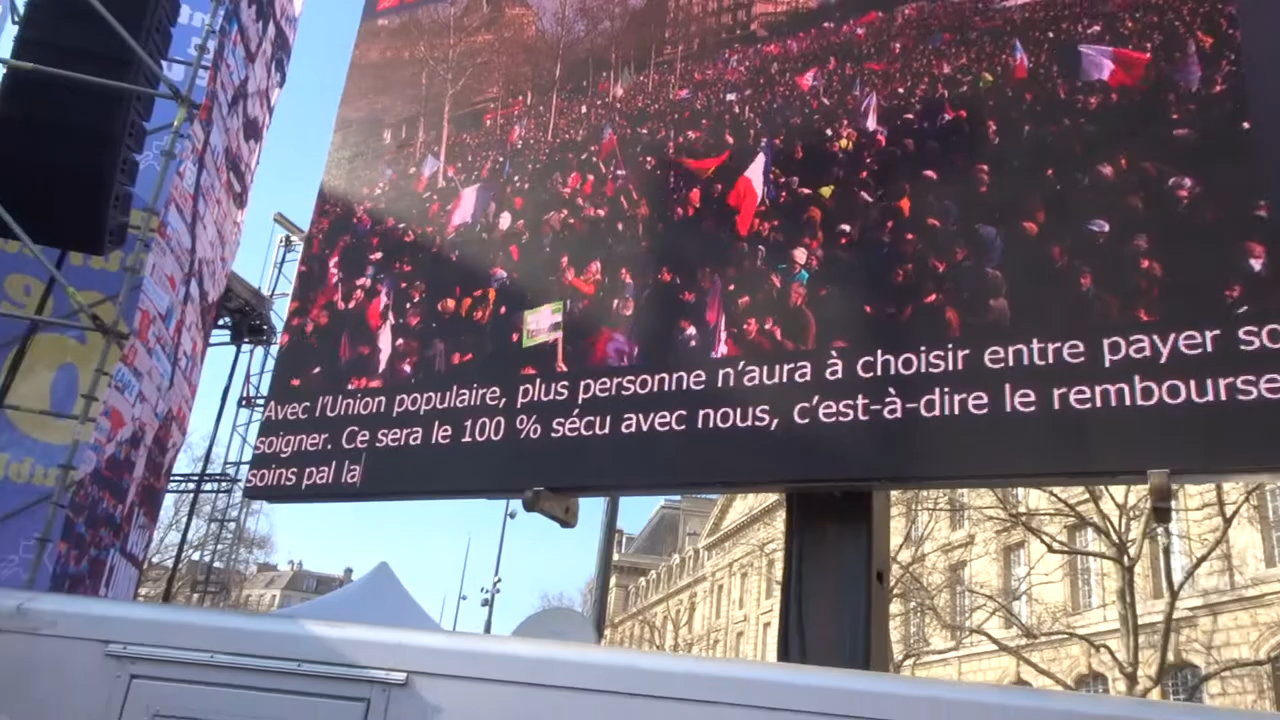 Avec l'Union populaire, plus personne n'aura à choisir entre payer so
soigner. Ce sera le 100 % sécu avec nous, c'est-à-dire le rembourse
soins pal la